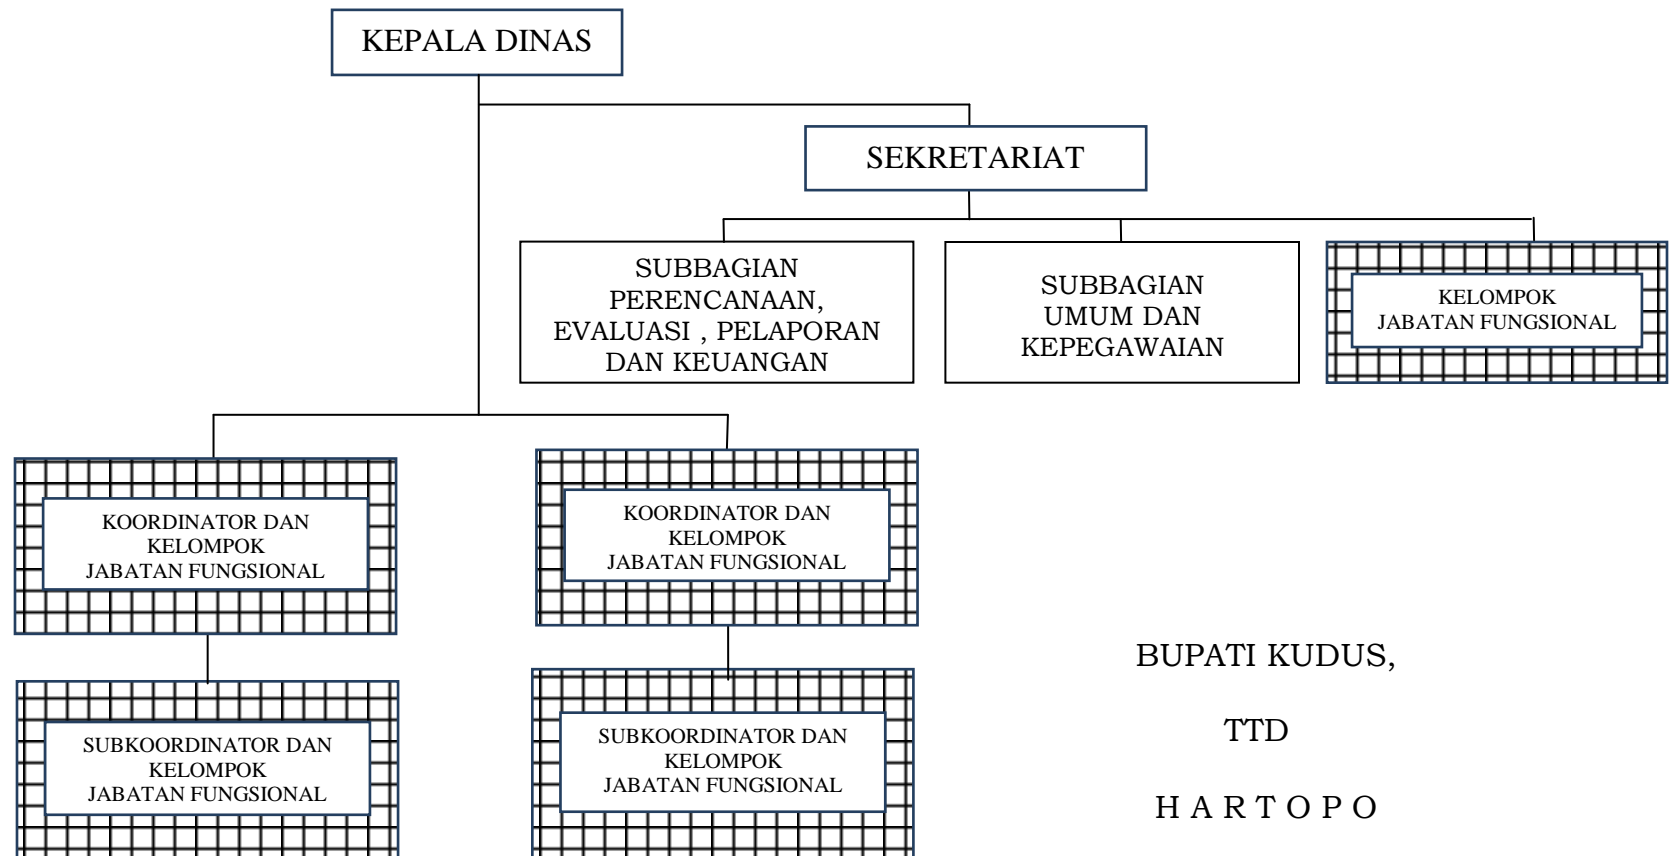 KEPALA DINAS
SEKRETARIAT
SUBBAGIAN
PERENCANAAN,
EVALUASI , PELAPORAN
DAN KEUANGAN
SUBBAGIAN
UMUM DAN
KEPEGAWAIAN
KELOMPOK
JABATAN FUNGSIONAL
KOORDINATOR DAN
KELOMPOK
JABATAN FUNGSIONAL
KOORDINATOR DAN
KELOMPOK
JABATAN FUNGSIONAL
SUBKOORDINATOR DAN
KELOMPOK
JABATAN FUNGSIONAL
SUBKOORDINATOR DAN
KELOMPOK
JABATAN FUNGSIONAL
BUPATI KUDUS,
TTD
H A R T O P O